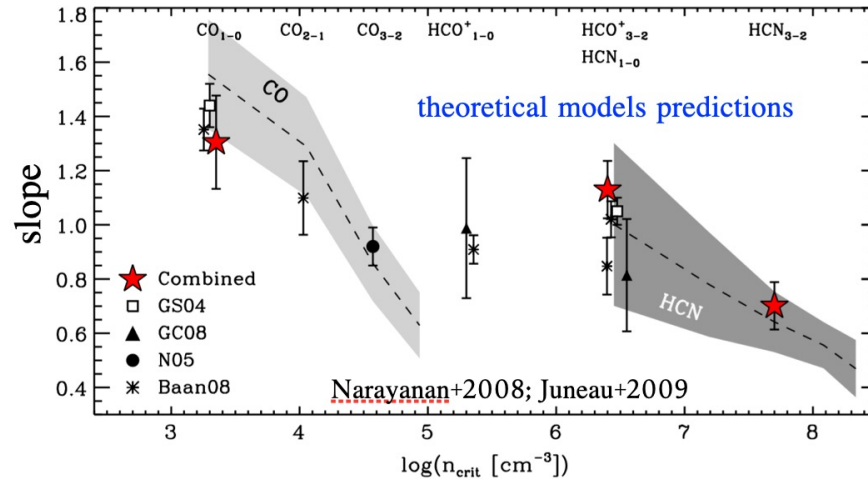 CO₁₋₀ CO₂₋₁ CO₃₋₂ HCO⁺₁₋₀ HCO⁺₃₋₂ HCN₃₋₂
HCN₁₋₀
1.8
1.6
1.4
1.2
1.0
0.8
0.6
0.4
slope
CO
theoretical models predictions
HCN
Combined
GS04
GC08
N05
Baan08
Narayanan+2008; Juneau+2009
3 4 5 6 7 8
log(n_crit [cm⁻³])